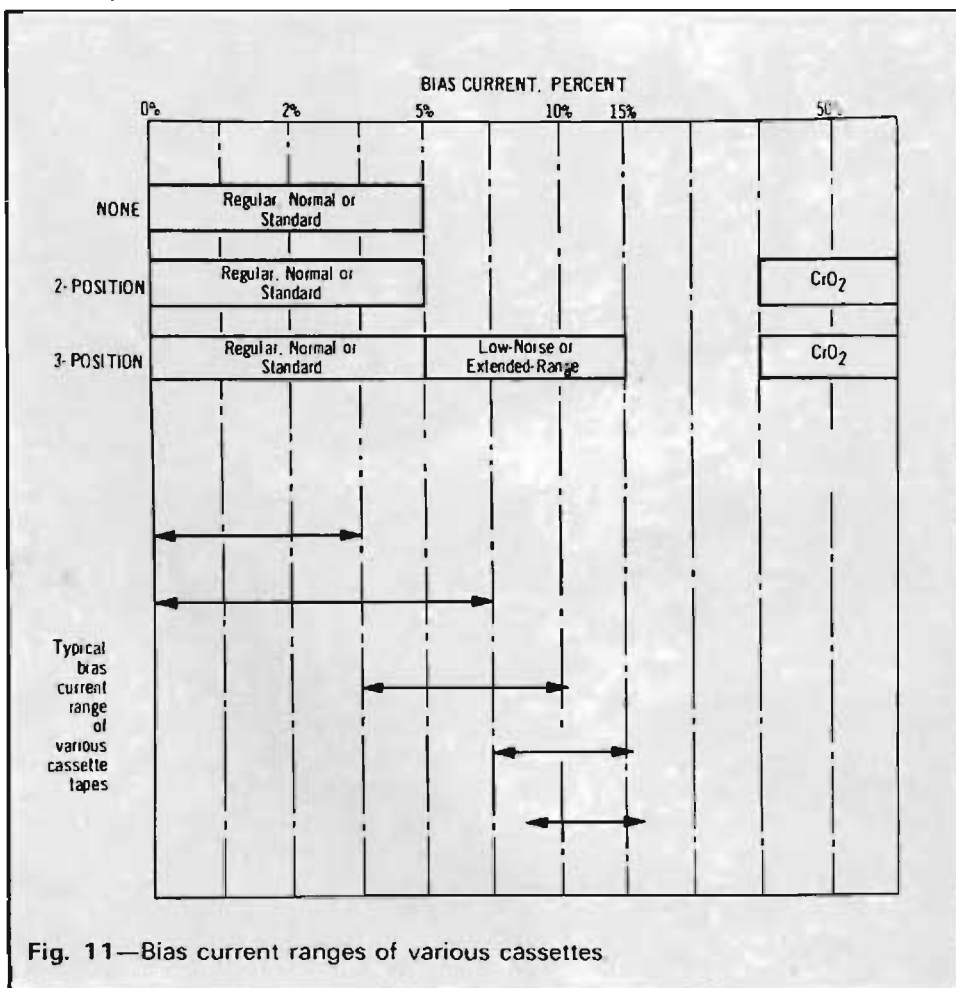 BIAS CURRENT, PERCENT
0% 2% 5% 10% 15% 50%
NONE
Regular, Normal or
Standard
2-POSITION
Regular, Normal or
Standard
CrO2
3-POSITION
Regular, Normal or
Standard
Low-Noise or
Extended-Range
CrO2
Typical
bias
current
range
of
various
cassette
tapes
Fig. 11—Bias current ranges of various cassettes